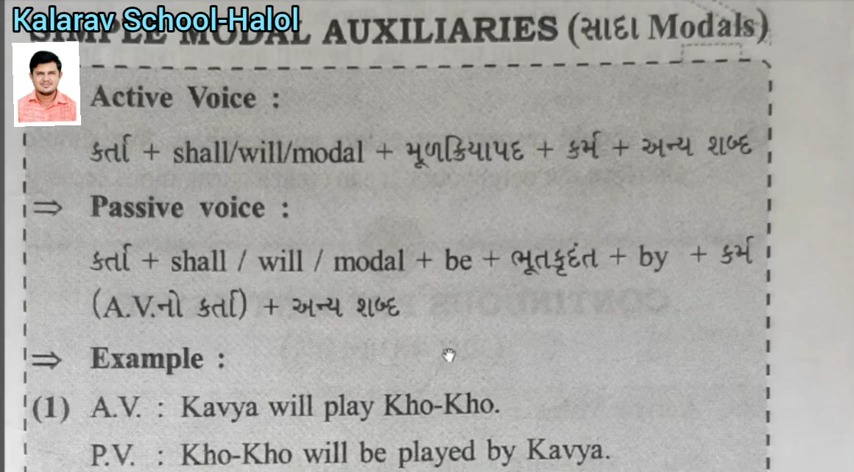 Kalarav School-Halol
SIMPLE MODAL AUXILIARIES (સાદા Modals)
Active Voice :
કર્તા + shall/will/modal + મૂળક્રિયાપદ + કર્મ + અન્ય શબ્દ
⇒ Passive voice :
કર્તા + shall / will / modal + be + ભૂતકૃદંત + by + કર્મ
(A.V.નો કર્તા) + અન્ય શબ્દ
⇒ Example :
(1) A.V. : Kavya will play Kho-Kho.
P.V. : Kho-Kho will be played by Kavya.